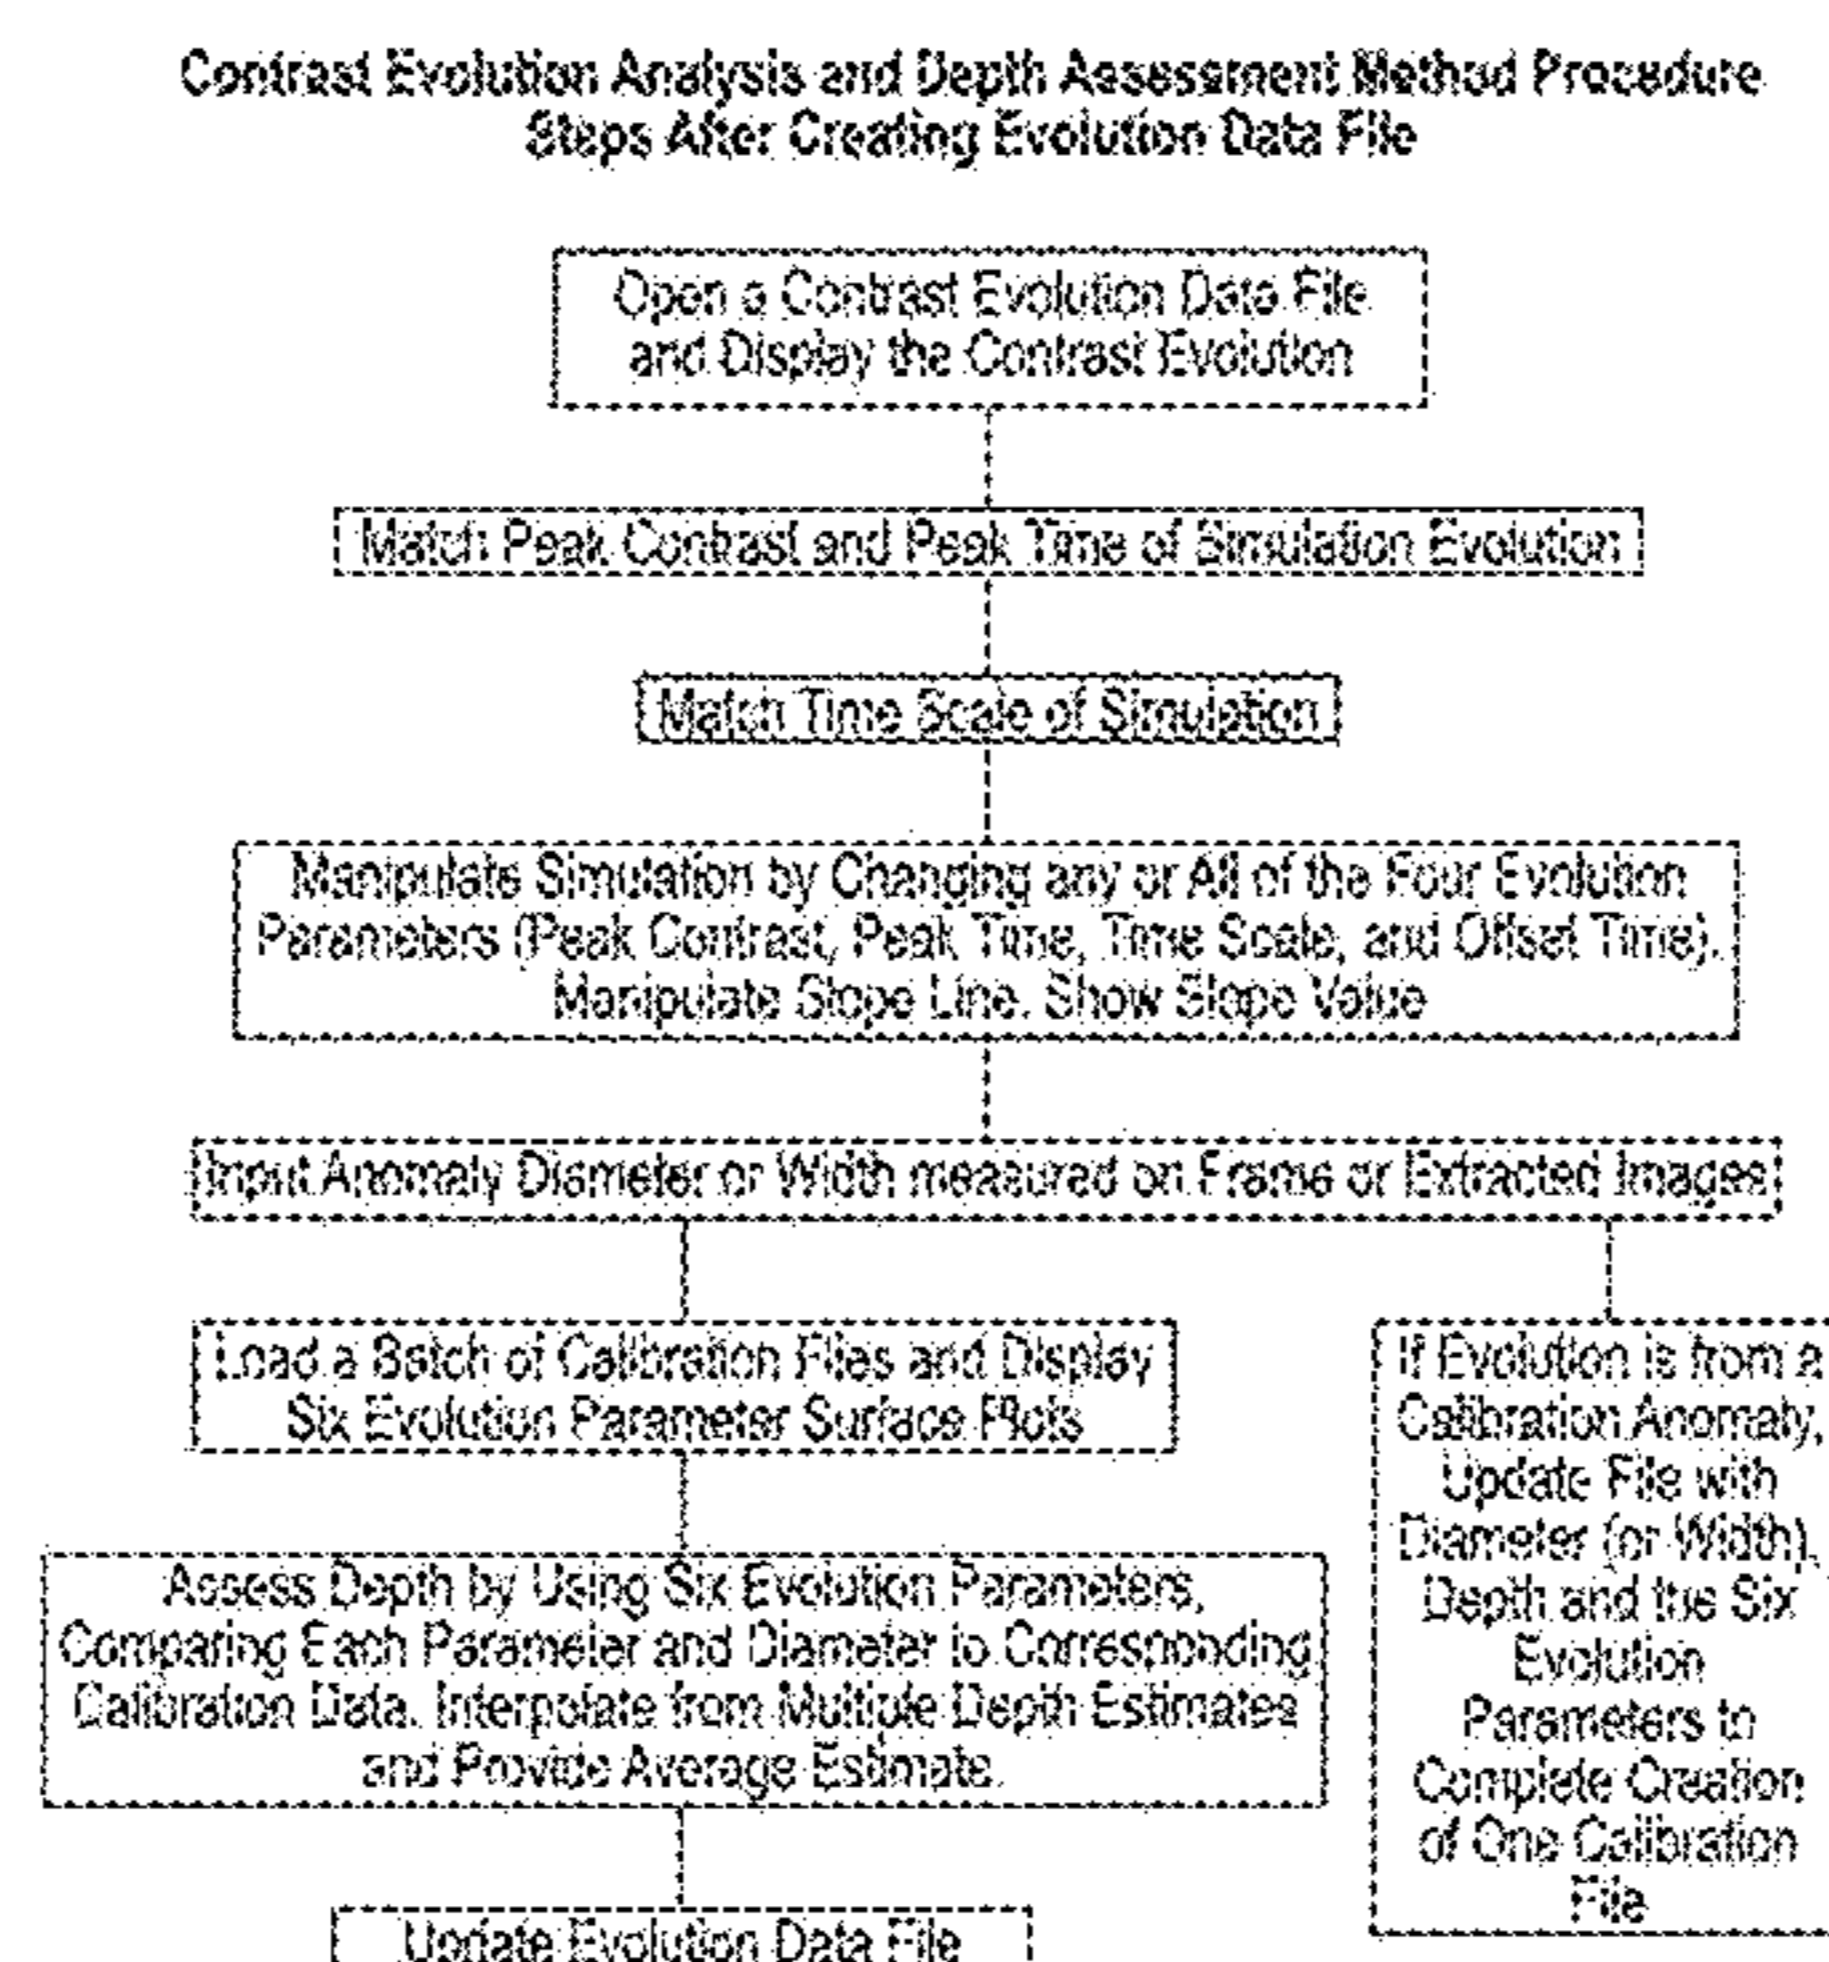 Contrast Evolution Analysis and Depth Assessment Method Procedure
Steps After Creating Evolution Data File
Open a Contrast Evolution Data File
and Display the Contrast Evolution
Match Peak Contrast and Peak Time of Simulation Evolution
Match Time Scale of Simulation
Manipulate Simulation by Changing any or All of the Four Evolution
Parameters (Peak Contrast, Peak Time, Time Scale, and Offset Time).
Manipulate Slope Line. Show Slope Value
Input Anomaly Diameter or Width measured on Frame or Extracted Images
Load a Batch of Calibration Files and Display
Six Evolution Parameter Surface Plots
Assess Depth by Using Six Evolution Parameters,
Comparing Each Parameter and Diameter to Corresponding
Calibration Data. Interpolate from Multiple Depth Estimates
and Provide Average Estimate.
Update Evolution Data File
If Evolution is from a
Calibration Anomaly,
Update File with
Diameter (or Width),
Depth and the Six
Evolution
Parameters to
Complete Creation
of One Calibration
File